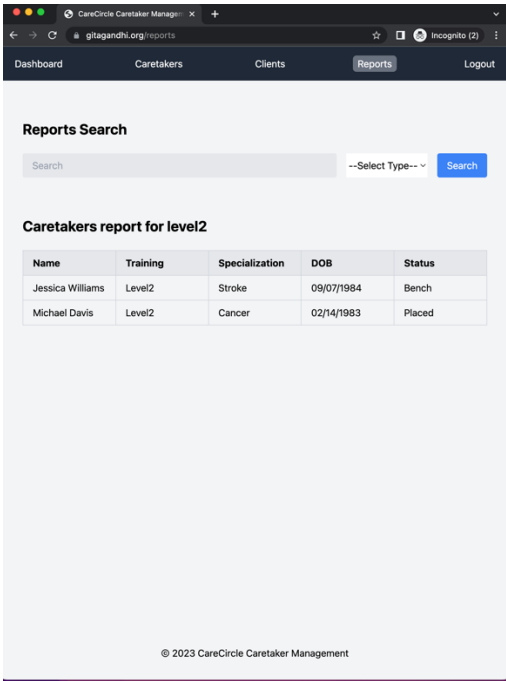 CareCircle Caretaker Managem
gitagandhi.org/reports
Incognito (2)
Dashboard Caretakers Clients Reports Logout
Reports Search
Search --Select Type-- Search
Caretakers report for level2
Name Training Specialization DOB Status
Jessica Williams Level2 Stroke 09/07/1984 Bench
Michael Davis Level2 Cancer 02/14/1983 Placed
© 2023 CareCircle Caretaker Management